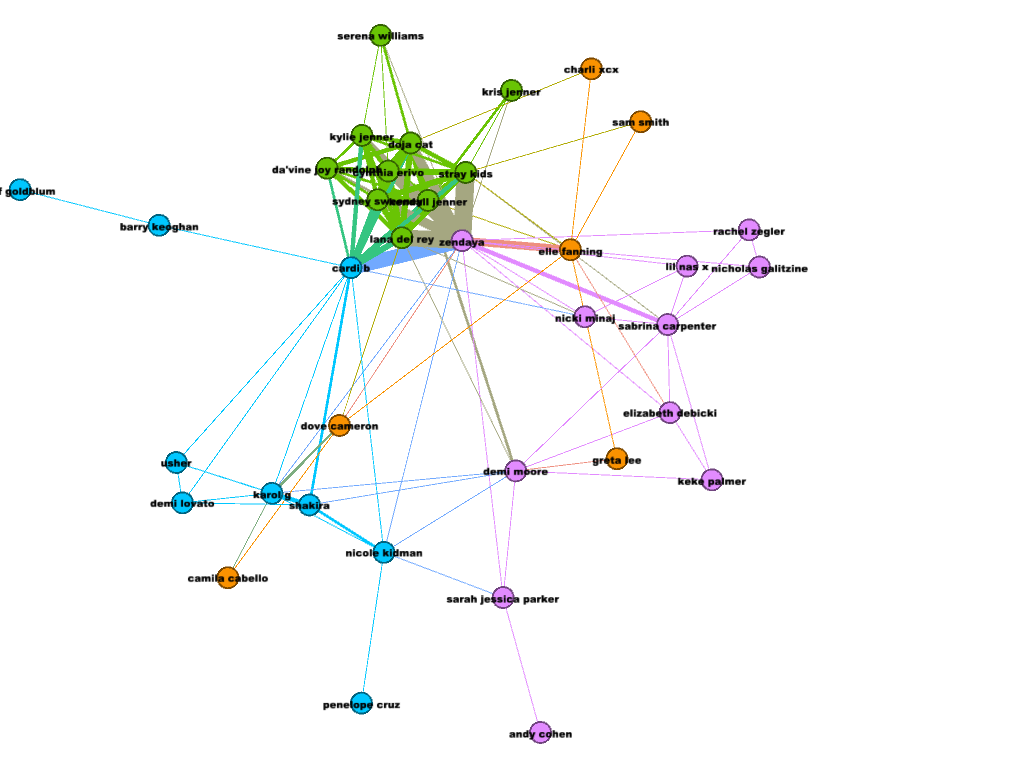 serena williams
charli xcx
kris jenner
sam smith
kylie jenner
doja cat
da'vine joy randolph
cynthia erivo
stray kids
f goldblum
sydney sweeney
kendall jenner
barry keoghan
rachel zegler
lana del rey
zendaya
elle fanning
cardi b
lil nas x
nicholas galitzine
nicki minaj
sabrina carpenter
elizabeth debicki
dove cameron
usher
greta lee
demi moore
keke palmer
karol g
demi lovato
shakira
nicole kidman
camila cabello
sarah jessica parker
penelope cruz
andy cohen